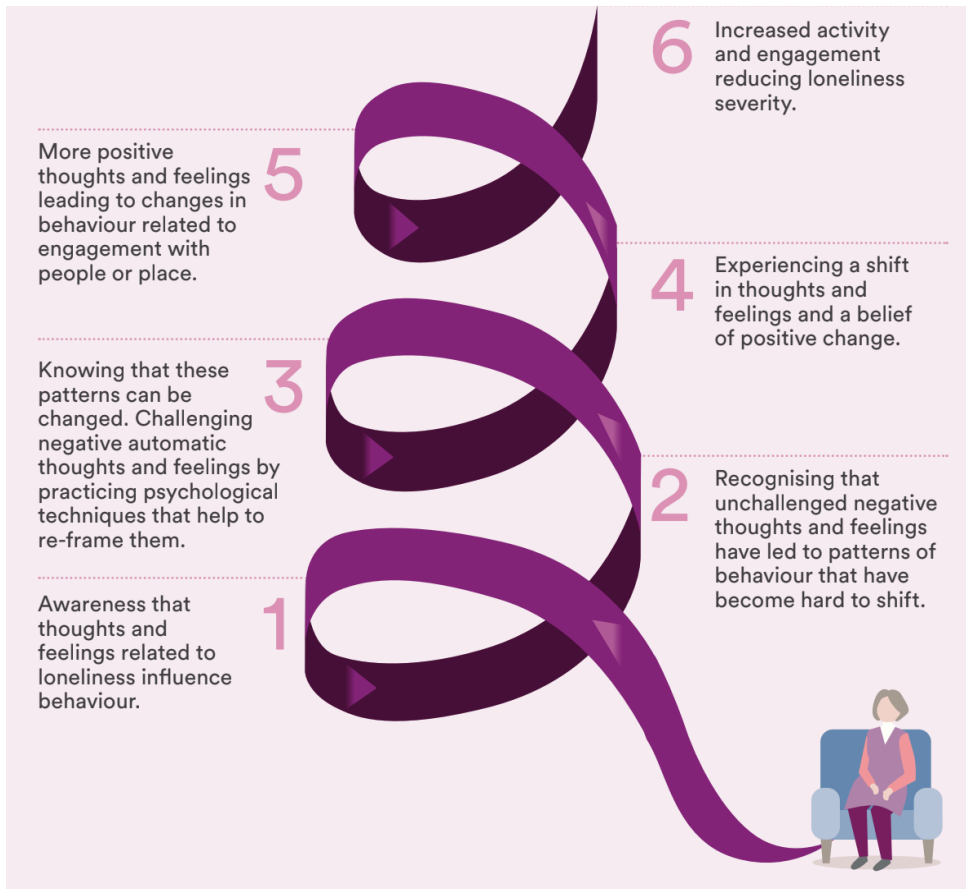 6
Increased activity
and engagement
reducing loneliness
severity.
5
More positive
thoughts and feelings
leading to changes in
behaviour related to
engagement with
people or place.
4
Experiencing a shift
in thoughts and
feelings and a belief
of positive change.
3
Knowing that these
patterns can be
changed. Challenging
negative automatic
thoughts and feelings by
practicing psychological
techniques that help to
re-frame them.
2
Recognising that
unchallenged negative
thoughts and feelings
have led to patterns of
behaviour that have
become hard to shift.
1
Awareness that
thoughts and
feelings related to
loneliness influence
behaviour.